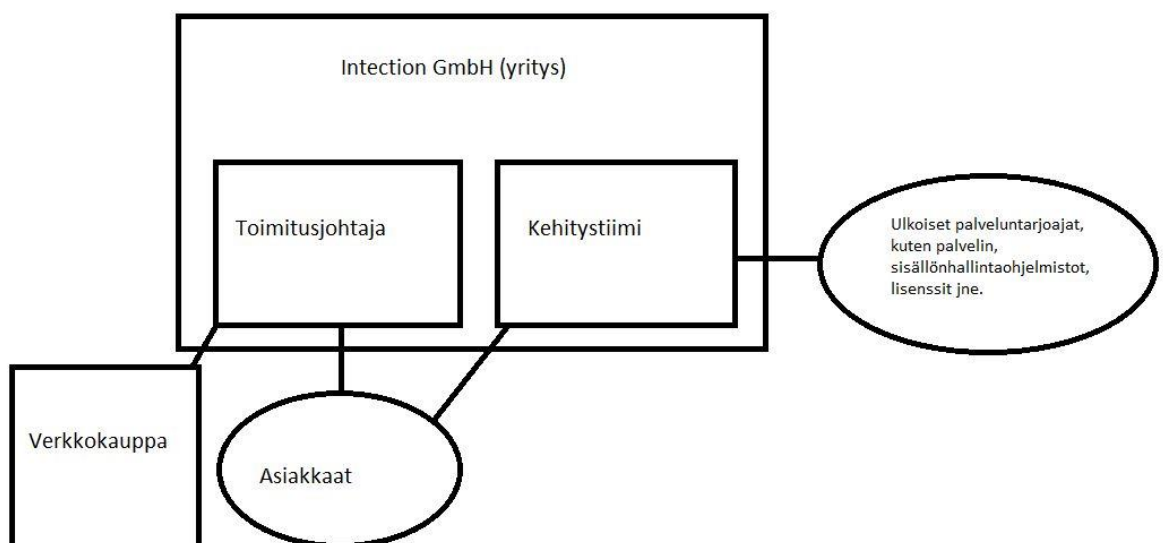 Intection GmbH (yritys)
Toimitusjohtaja
Kehitystiimi
Ulkoiset palveluntarjoajat,
kuten palvelin,
sisällönhallintaohjelmistot,
lisenssit jne.
Verkkokauppa
Asiakkaat